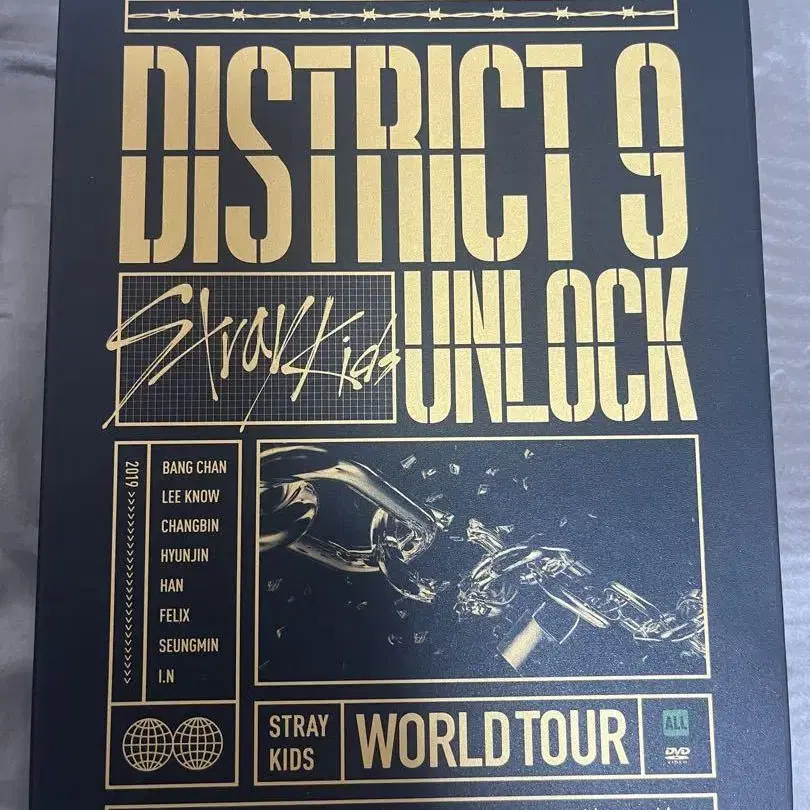 DISTRICT 9
Stray Kids
UNLOCK
2019 >>>>>>>>>>>>>>>>>>>>
BANG CHAN
LEE KNOW
CHANGBIN
HYUNJIN
HAN
FELIX
SEUNGMIN
I.N
STRAY
KIDS
WORLD TOUR
ALL
DVD
VIDEO